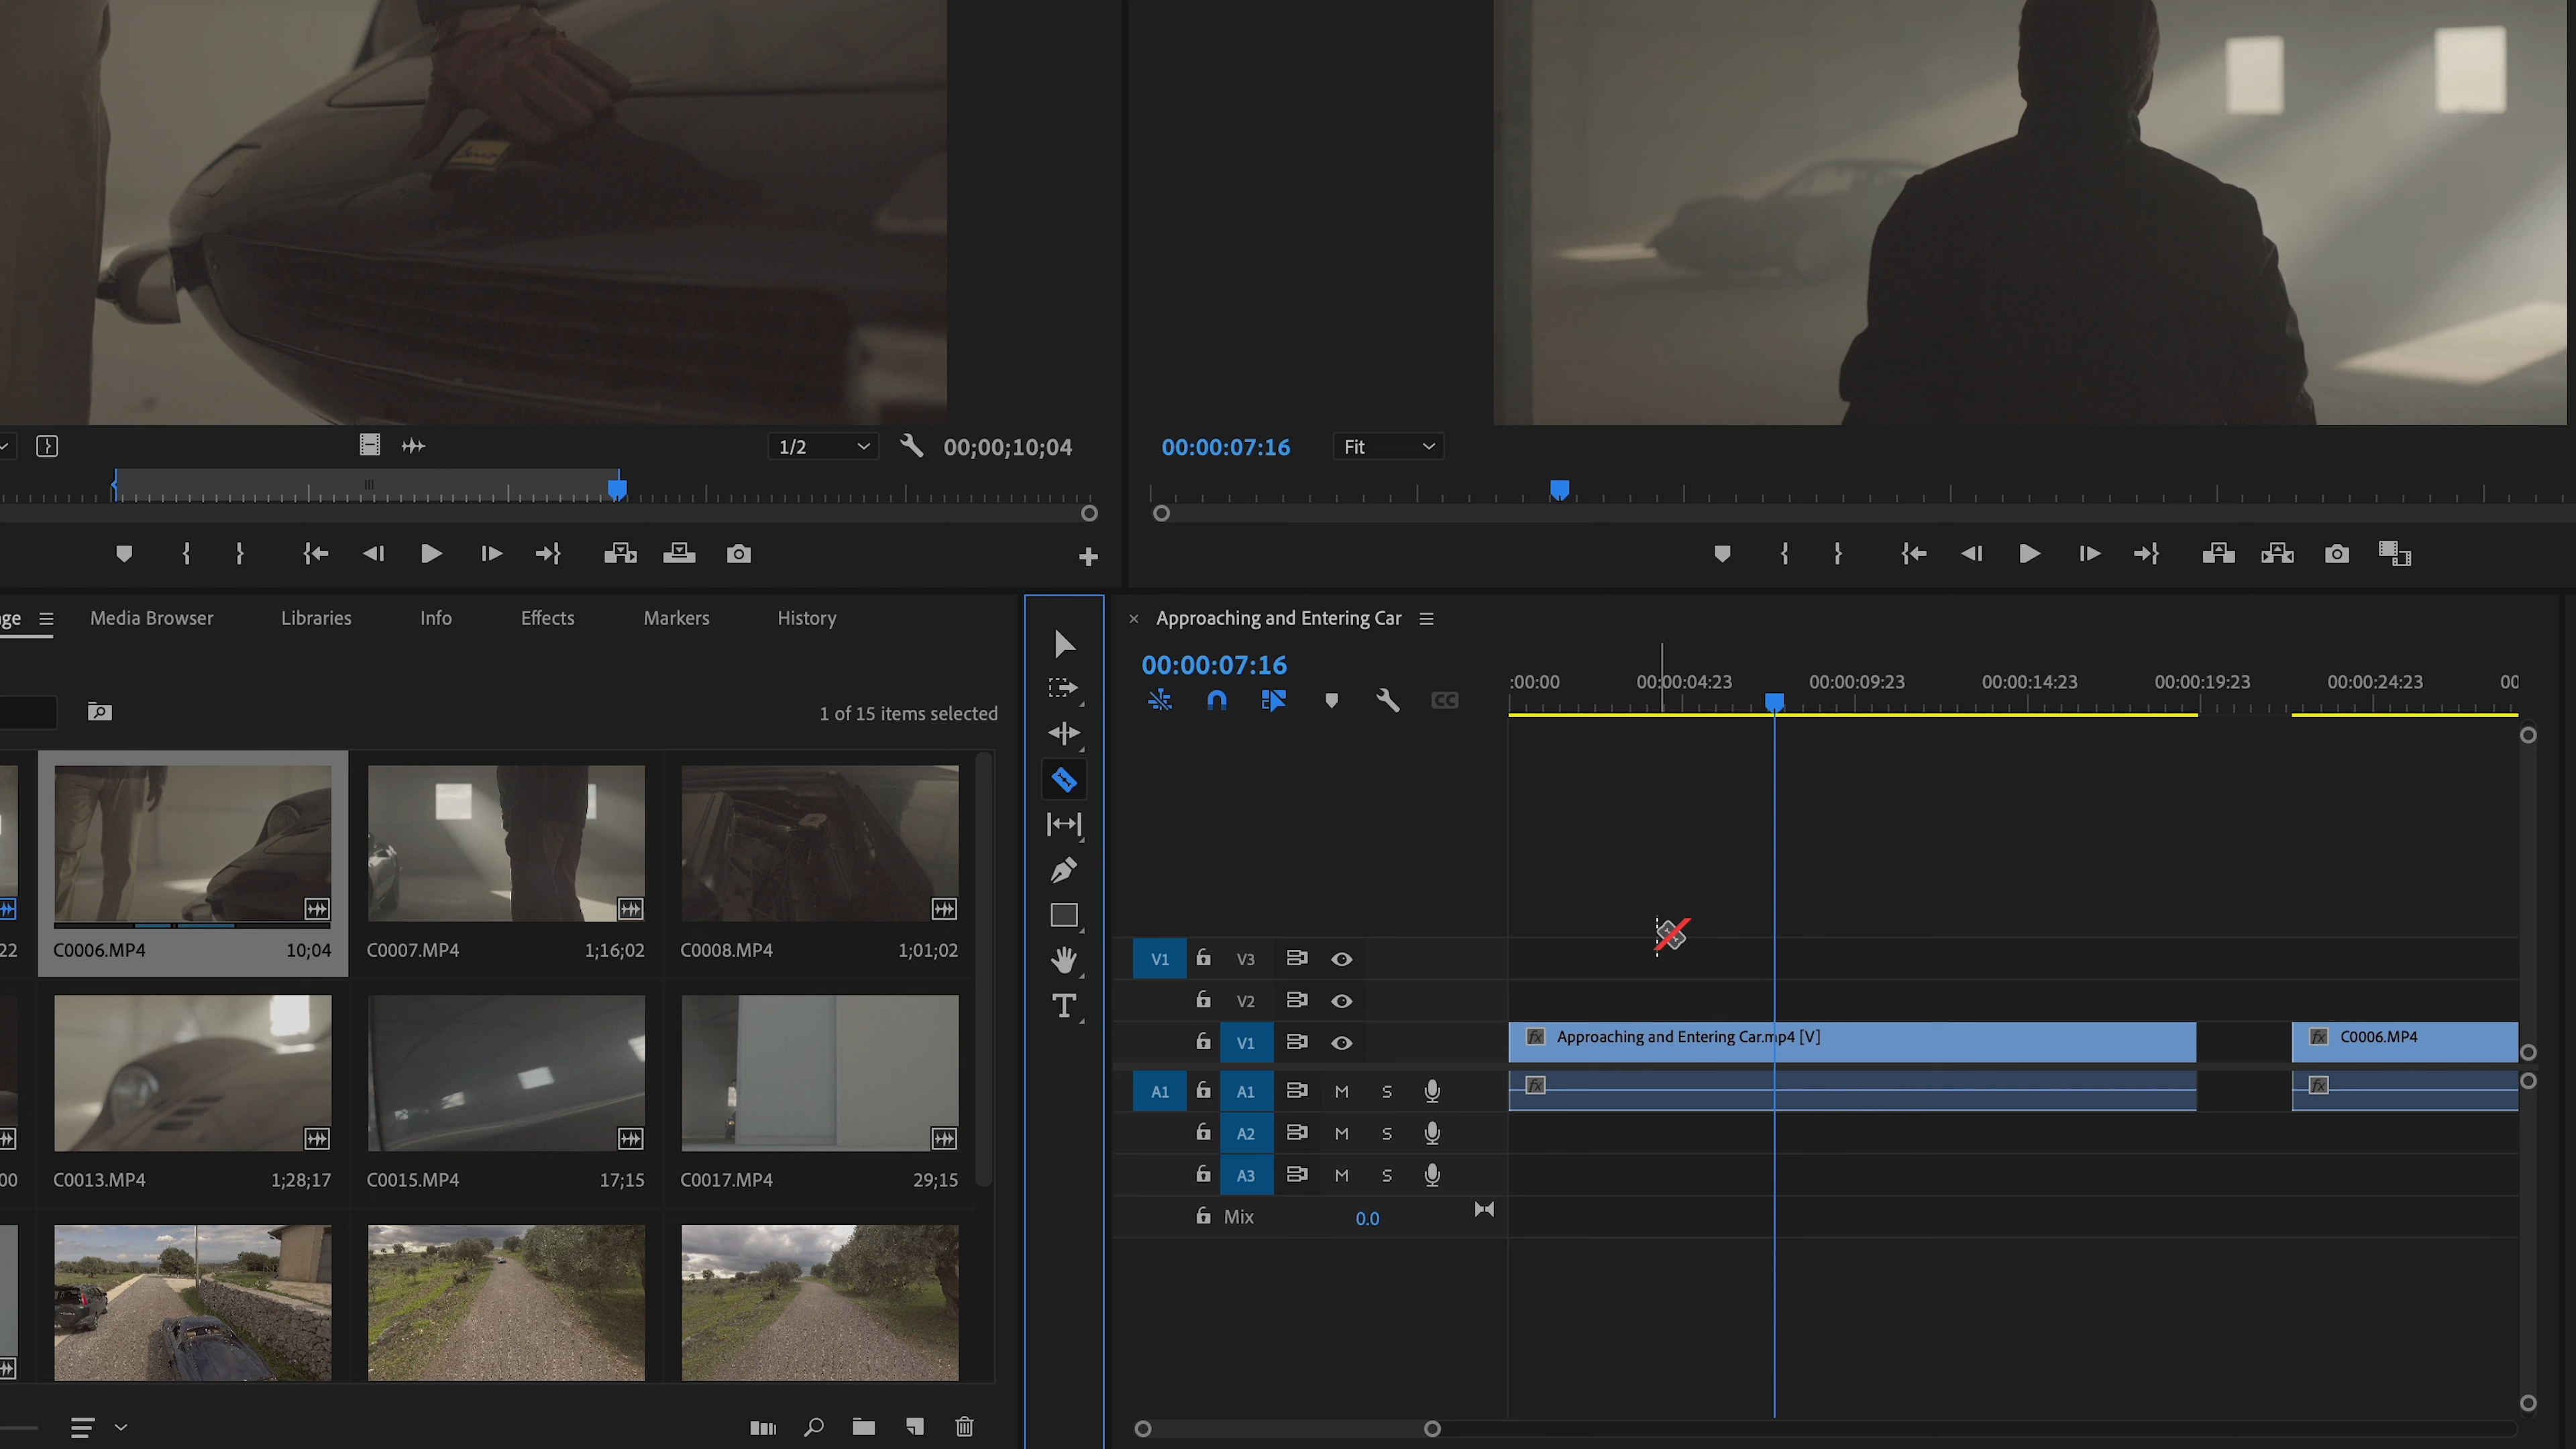 1/2
00;00;10;04
00:00:07:16
Fit
ge
Media Browser
Libraries
Info
Effects
Markers
History
1 of 15 items selected
22
C0006.MP4
10;04
C0007.MP4
1;16;02
C0008.MP4
1;01;02
00
C0013.MP4
1;28;17
C0015.MP4
17;15
C0017.MP4
29;15
T
× Approaching and Entering Car
00:00:07:16
:00:00
00:00:04:23
00:00:09:23
00:00:14:23
00:00:19:23
00:00:24:23
00
CC
V1
V3
V2
V1
fx Approaching and Entering Car.mp4 [V]
fx C0006.MP4
A1
A1
M
S
fx
fx
A2
M
S
A3
M
S
Mix
0.0